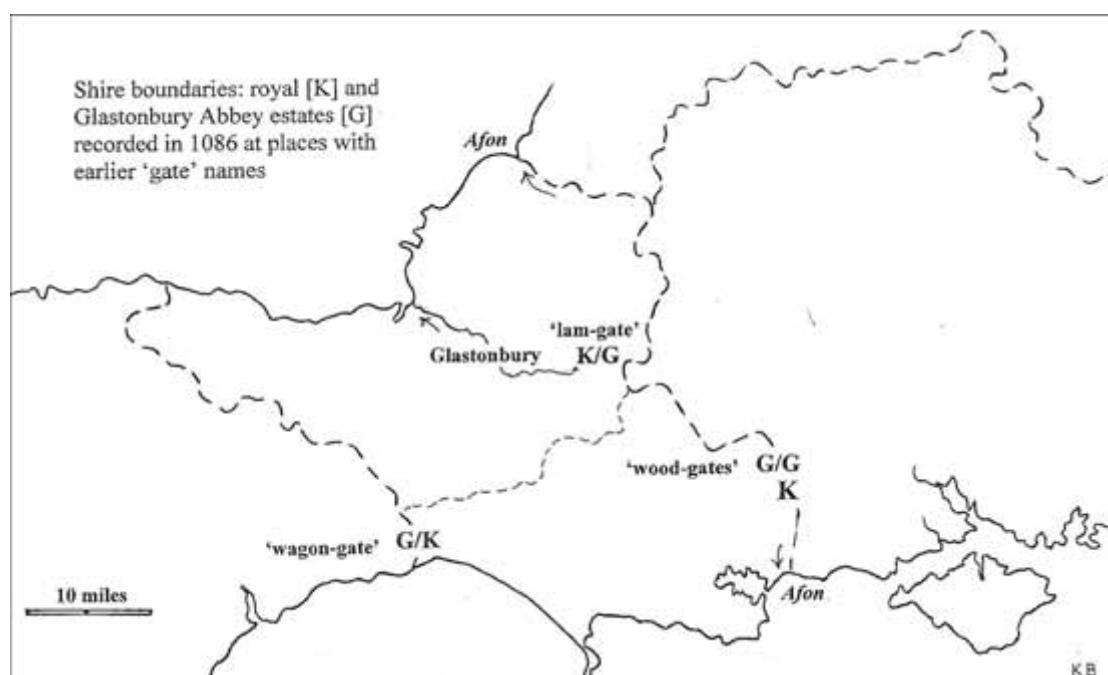 Shire boundaries: royal [K] and
Glastonbury Abbey estates [G]
recorded in 1086 at places with
earlier ‘gate’ names
Afon
‘lam-gate’
Glastonbury
K/G
‘wood-gates’
G/G
K
‘wagon-gate’
G/K
10 miles
Afon
K B